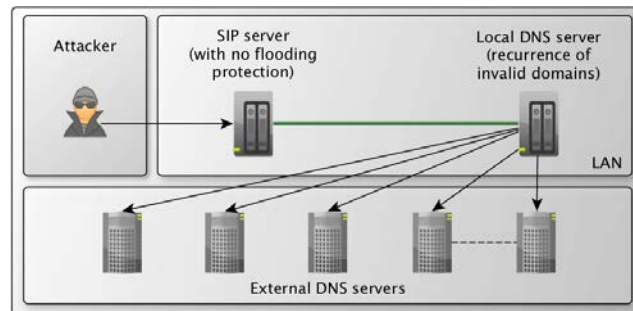 Attacker
SIP server
(with no flooding
protection)
Local DNS server
(recurrence of
invalid domains)
LAN
External DNS servers